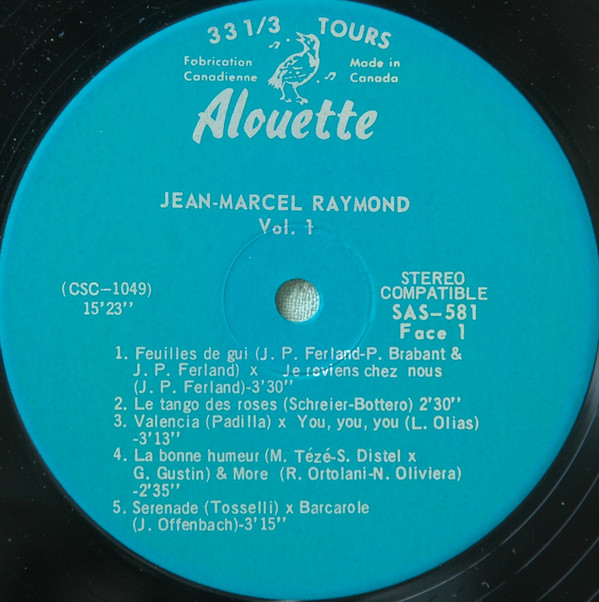 33 1/3 TOURS
Fabrication Made in
Canadienne Canada
Alouette
JEAN-MARCEL RAYMOND
Vol. 1
(CSC-1049)
15'23''
STEREO
COMPATIBLE
SAS-581
Face 1
1. Feuilles de gui (J. P. Ferland-P. Brabant &
J. P. Ferland) x Je reviens chez nous
(J. P. Ferland)-3'30''
2. Le tango des roses (Schreier-Bottero) 2'30''
3. Valencia (Padilla) x You, you, you (L. Olias)
-3'13''
4. La bonne humeur (M. Tézé-S. Distel x
G. Gustin) & More (R. Ortolani-N. Oliviera)
-2'35''
5. Serenade (Tosselli) x Barcarole
(J. Offenbach)-3'15''